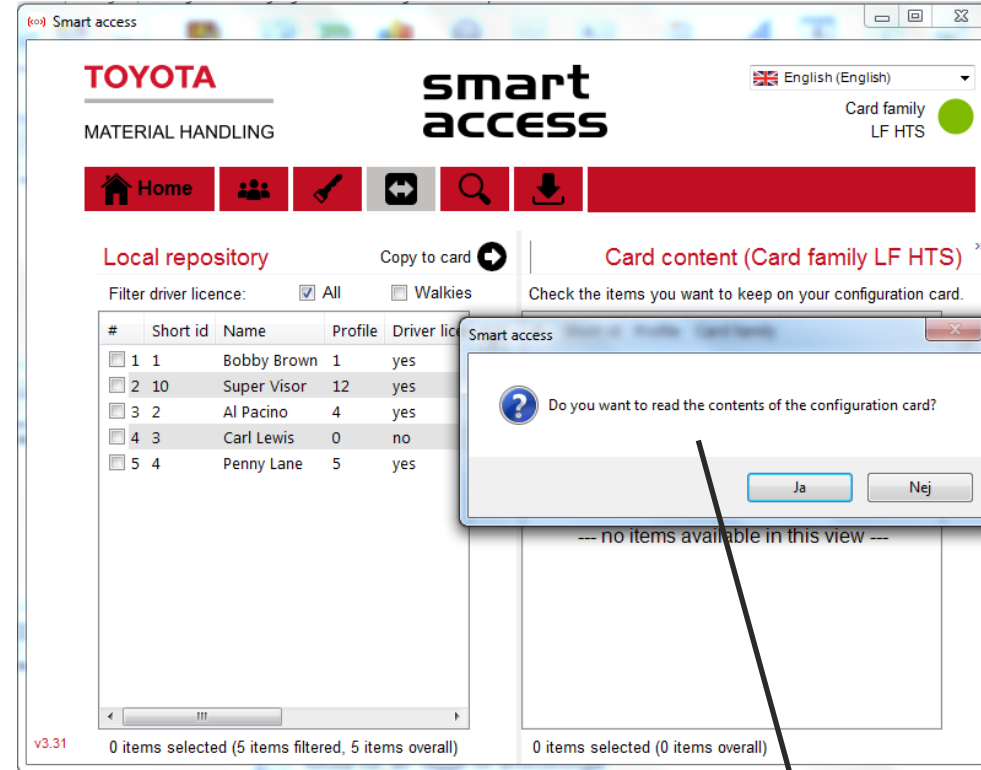 Smart access
TOYOTA
MATERIAL HANDLING
smart
access
English (English)
Card family
LF HTS
Home
Local repository
Copy to card
Card content (Card family LF HTS)
Filter driver licence: All Walkies
Check the items you want to keep on your configuration card.
# Short id Name Profile Driver lice
1 1 Bobby Brown 1 yes
2 10 Super Visor 12 yes
3 2 Al Pacino 4 yes
4 3 Carl Lewis 0 no
5 4 Penny Lane 5 yes
Smart access
Do you want to read the contents of the configuration card?
Ja Nej
--- no items available in this view ---
v3.31
0 items selected (5 items filtered, 5 items overall)
0 items selected (0 items overall)